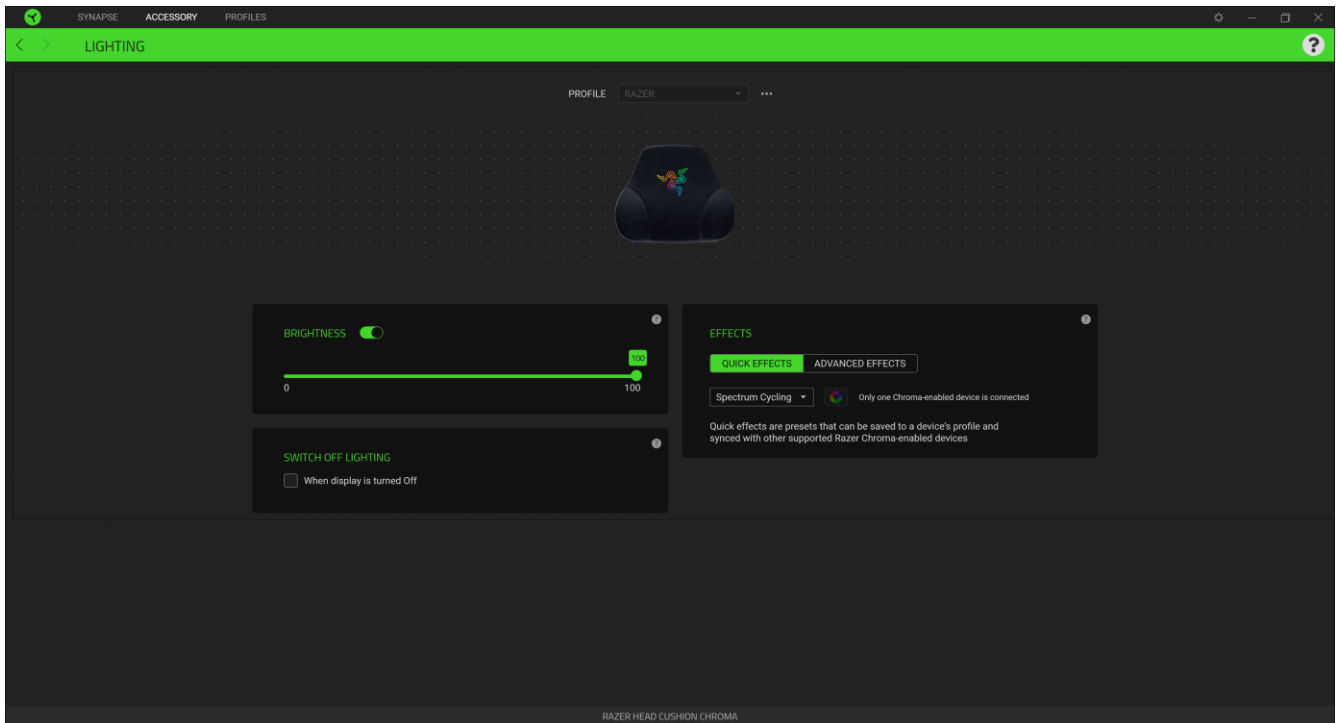 SYNAPSE ACCESSORY PROFILES
LIGHTING
?
PROFILE RAZER
BRIGHTNESS
?
100
0 100
SWITCH OFF LIGHTING
?
When display is turned Off
EFFECTS
?
QUICK EFFECTS ADVANCED EFFECTS
Spectrum Cycling Only one Chroma-enabled device is connected
Quick effects are presets that can be saved to a device's profile and
synced with other supported Razer Chroma-enabled devices
RAZER HEAD CUSHION CHROMA